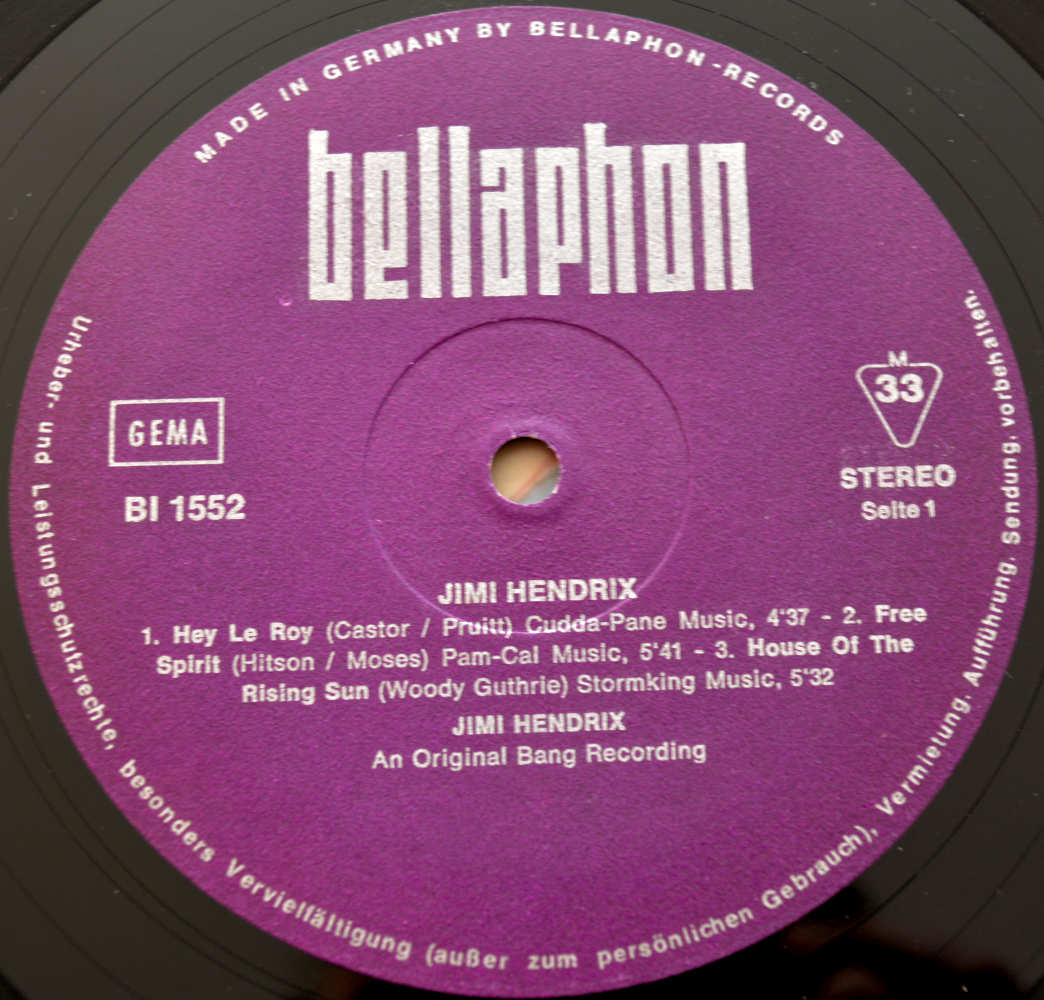 MADE IN GERMANY BY BELLAPHON-RECORDS
bellaphon
GEMA
BI 1552
M
33
STEREO
Seite 1
JIMI HENDRIX
1. Hey Le Roy (Castor / Pruitt) Cudda-Pane Music, 4'37 - 2. Free
Spirit (Hitson / Moses) Pam-Cal Music, 5'41 - 3. House Of The
Rising Sun (Woody Guthrie) Stormking Music, 5'32
JIMI HENDRIX
An Original Bang Recording
Urheber- und Leistungsschutzrechte, besonders Vervielfältigung (außer zum persönlichen Gebrauch), Vermietung. Aufführung. Sendung. vorbehalten.